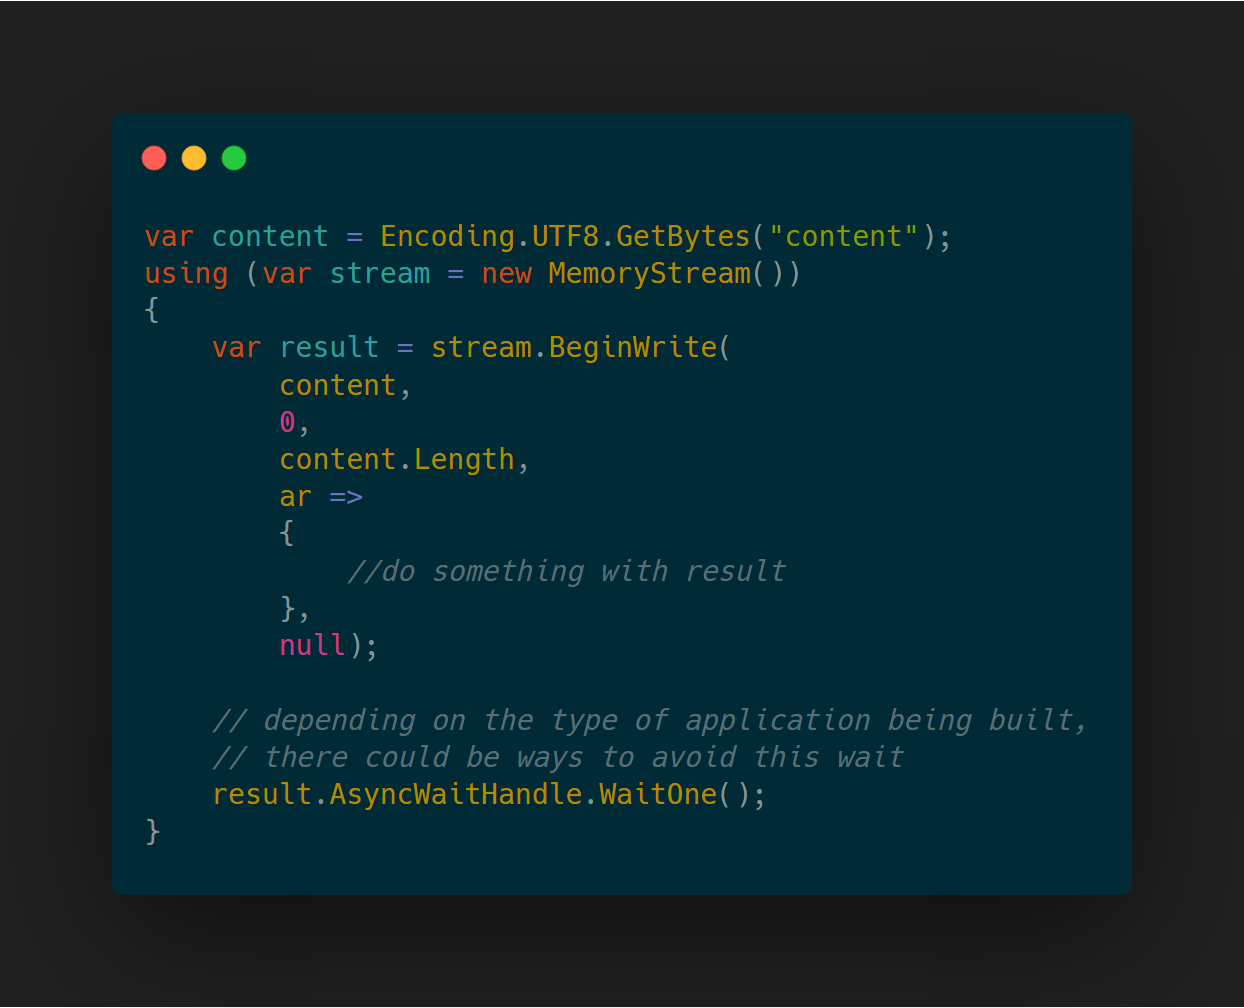 var content = Encoding.UTF8.GetBytes("content");
using (var stream = new MemoryStream())
{
    var result = stream.BeginWrite(
        content,
        0,
        content.Length,
        ar =>
        {
            //do something with result
        },
        null);

    // depending on the type of application being built,
    // there could be ways to avoid this wait
    result.AsyncWaitHandle.WaitOne();
}